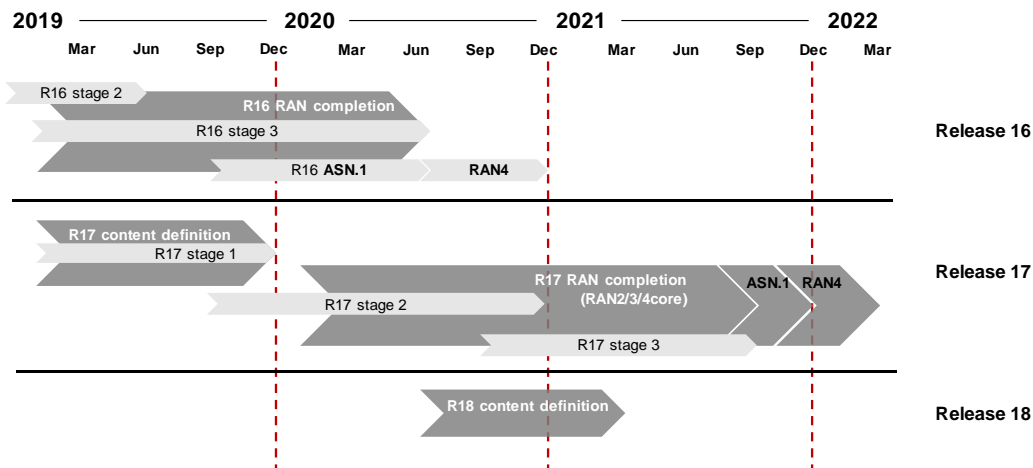 2019 2020 2021 2022
Mar Jun Sep Dec Mar Jun Sep Dec Mar Jun Sep Dec Mar
R16 stage 2
R16 RAN completion
R16 stage 3
Release 16
R16 ASN.1 RAN4
R17 content definition
R17 stage 1
Release 17
R17 RAN completion ASN.1 RAN4
(RAN2/3/4core)
R17 stage 2
R17 stage 3
R18 content definition
Release 18